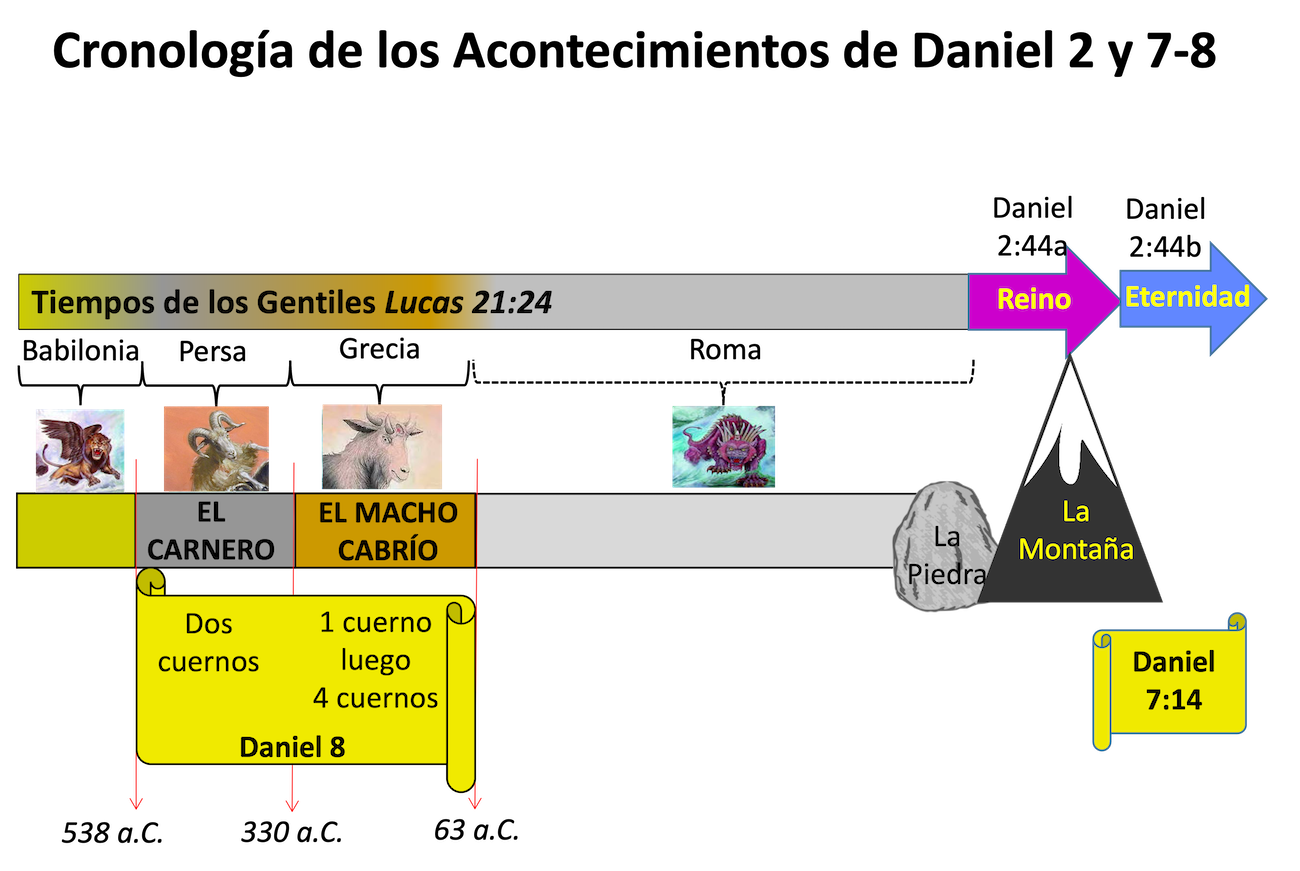 Cronología de los Acontecimientos de Daniel 2 y 7-8
Daniel
2:44a
Daniel
2:44b
Tiempos de los Gentiles Lucas 21:24
Reino
Eternidad
Babilonia
Persa
Grecia
Roma
EL
CARNERO
EL MACHO
CABRÍO
La
Piedra
La
Montaña
Dos
cuernos
1 cuerno
luego
4 cuernos
Daniel 8
Daniel
7:14
538 a.C.
330 a.C.
63 a.C.